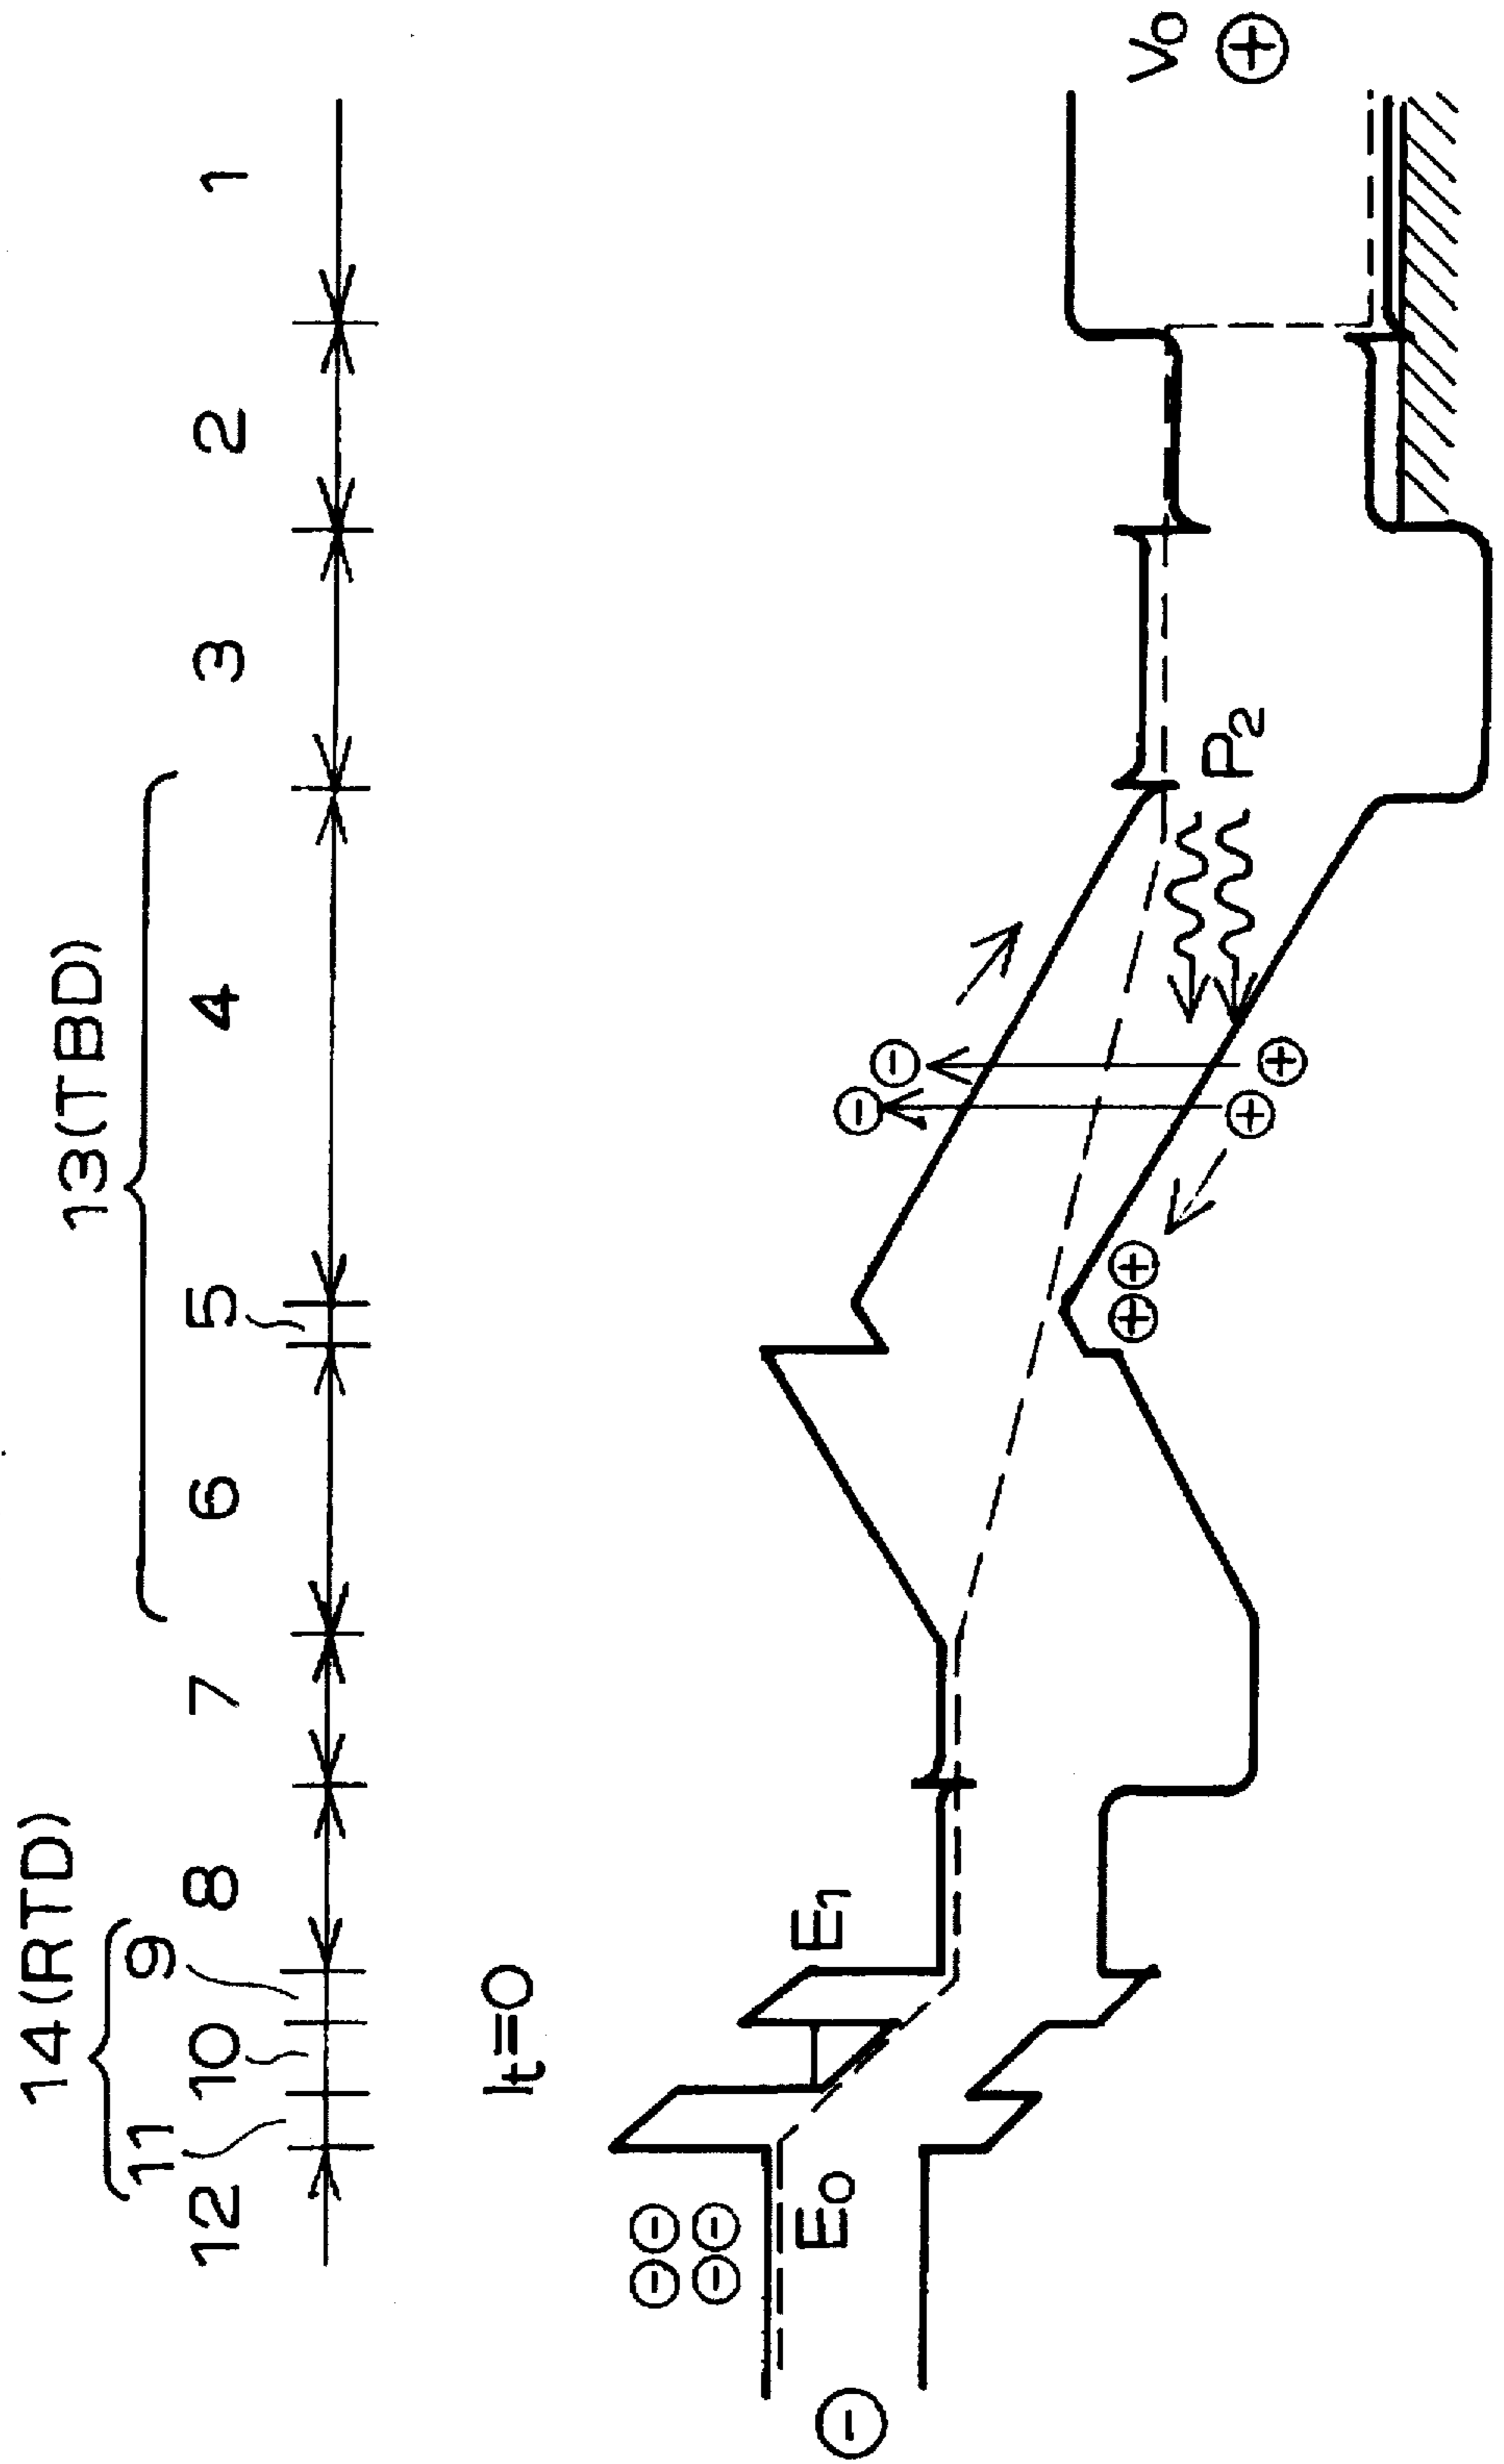 14(RTD)
13(TBD)
12 11 10 9 8 7 6 5 4 3 2 1
It=0
E0
E1
P2
V0
⊖
⊖ ⊖
⊖ ⊖
⊖ ⊖
⊕ ⊕
⊕ ⊕
⊕